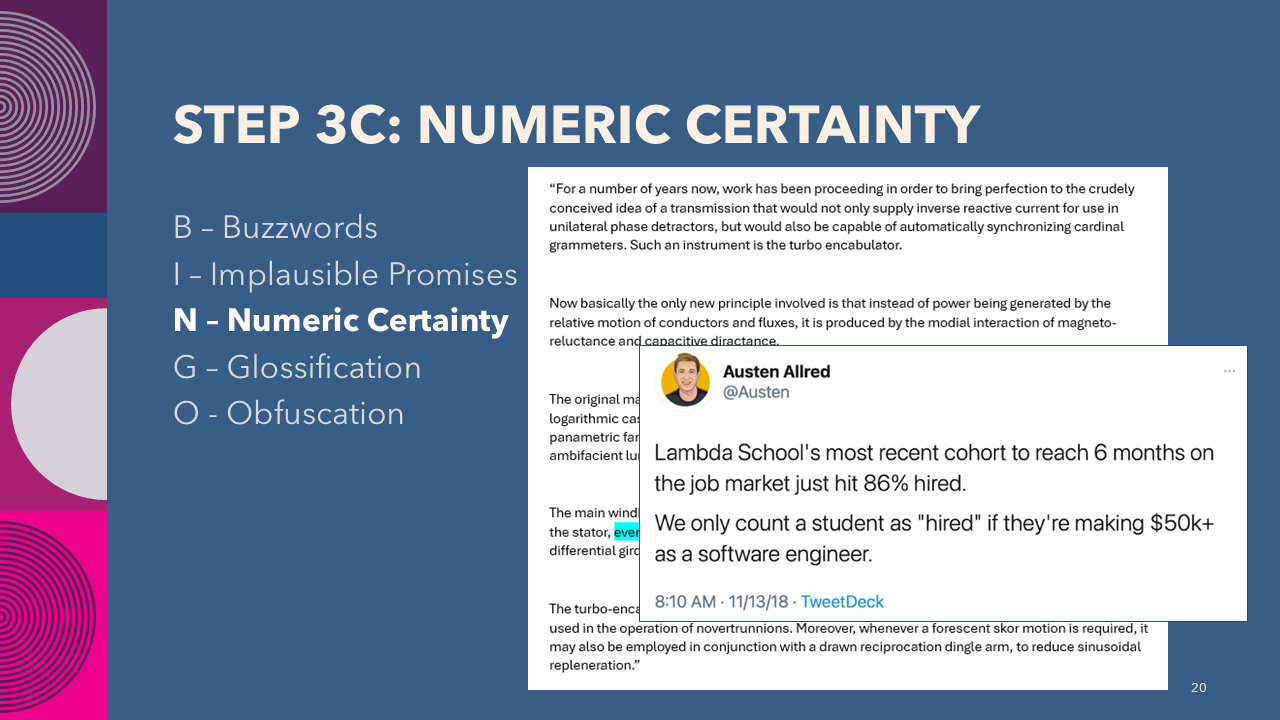 STEP 3C: NUMERIC CERTAINTY
B – Buzzwords
I – Implausible Promises
N – Numeric Certainty
G – Glossification
O - Obfuscation
“For a number of years now, work has been proceeding in order to bring perfection to the crudely
conceived idea of a transmission that would not only supply inverse reactive current for use in
unilateral phase detractors, but would also be capable of automatically synchronizing cardinal
grammeters. Such an instrument is the turbo encabulator.
Now basically the only new principle involved is that instead of power being generated by the
relative motion of conductors and fluxes, it is produced by the modial interaction of magneto-
reluctance and capacitive diractance.
The original ma
logarithmic cas
panametric fan
ambifacient lun
The main windi
the stator, ever
differential gird
The turbo-enca
used in the operation of novertrunnions. Moreover, whenever a forescent skor motion is required, it
may also be employed in conjunction with a drawn reciprocation dingle arm, to reduce sinusoidal
repleneration.”
Austen Allred
@Austen
Lambda School's most recent cohort to reach 6 months on
the job market just hit 86% hired.
We only count a student as "hired" if they're making $50k+
as a software engineer.
8:10 AM · 11/13/18 · TweetDeck
20